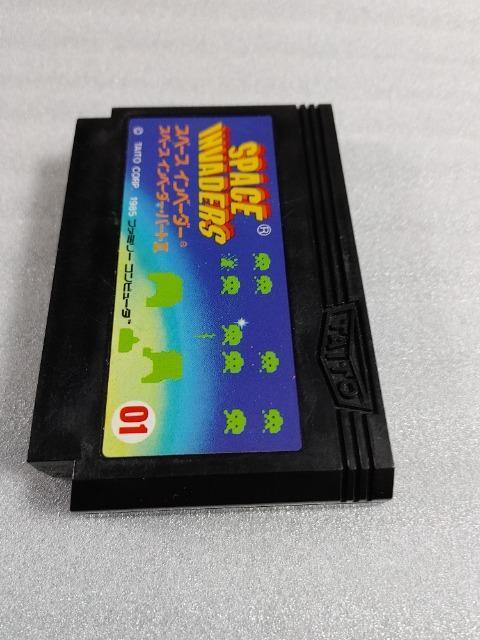 SPACE
INVADERS®
スペース インベーダー®
スペース インベーダー・パートⅡ
© TAITO CORP. 1985 ファミリー コンピュータ™
01
TAITO